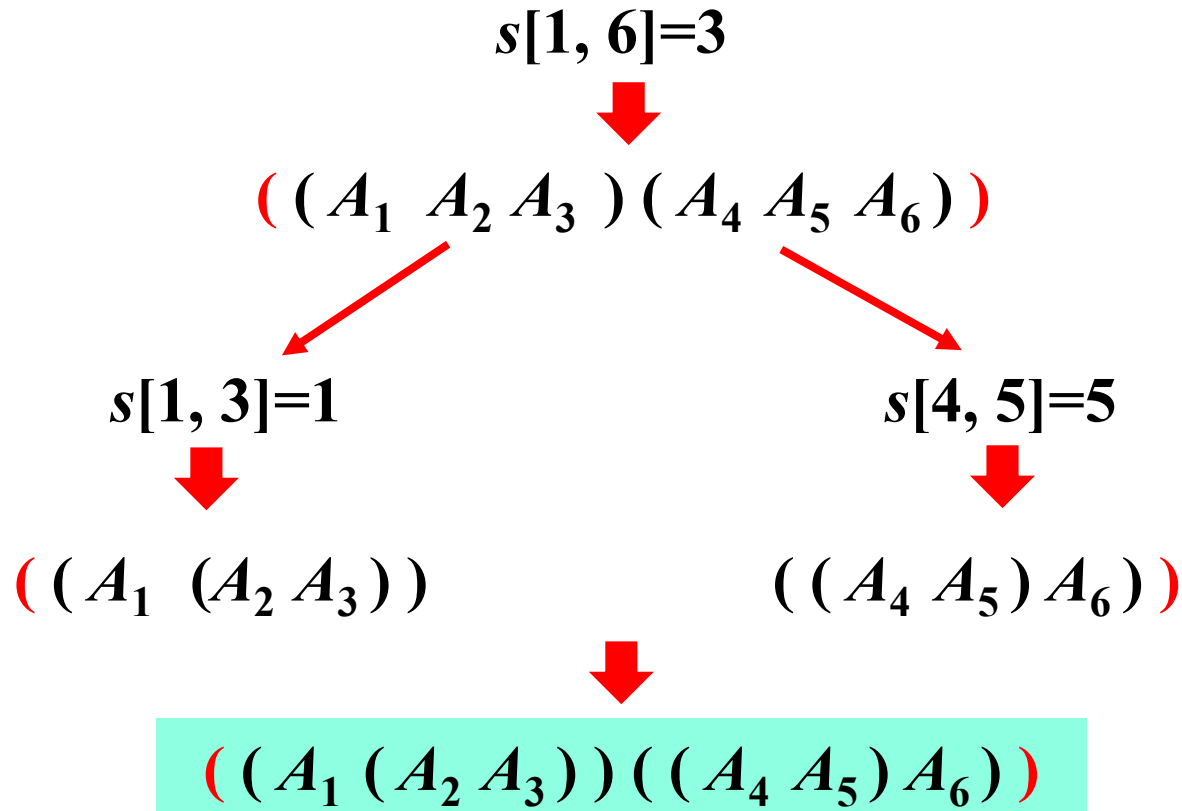 s[1, 6]=3
( ( A₁ A₂ A₃ ) ( A₄ A₅ A₆ ) )
s[1, 3]=1
s[4, 5]=5
( ( A₁ (A₂ A₃ ) )
( ( A₄ A₅ ) A₆ ) )
( ( A₁ ( A₂ A₃ ) ) ( ( A₄ A₅ ) A₆ ) )